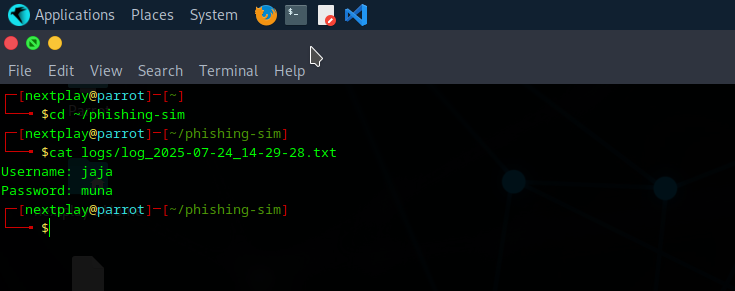 Applications Places System
File Edit View Search Terminal Help
┌─[nextplay@parrot]─[~]
└──╼ $cd ~/phishing-sim
┌─[nextplay@parrot]─[~/phishing-sim]
└──╼ $cat logs/log_2025-07-24_14-29-28.txt
Username: jaja
Password: muna
┌─[nextplay@parrot]─[~/phishing-sim]
└──╼ $